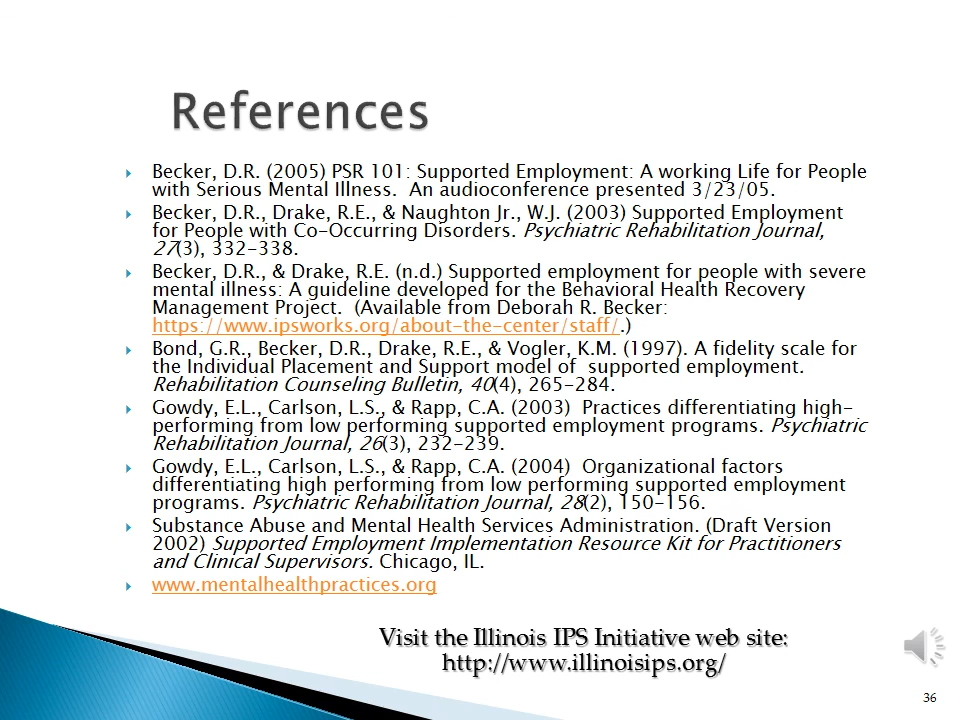 References
Becker, D.R. (2005) PSR 101: Supported Employment: A working Life for People
with Serious Mental Illness.  An audioconference presented 3/23/05.
Becker, D.R., Drake, R.E., & Naughton Jr., W.J. (2003) Supported Employment
for People with Co-Occurring Disorders. Psychiatric Rehabilitation Journal,
27(3), 332-338.
Becker, D.R., & Drake, R.E. (n.d.) Supported employment for people with severe
mental illness: A guideline developed for the Behavioral Health Recovery
Management Project.  (Available from Deborah R. Becker:
https://www.ipsworks.org/about-the-center/staff/.)
Bond, G.R., Becker, D.R., Drake, R.E., & Vogler, K.M. (1997). A fidelity scale for
the Individual Placement and Support model of  supported employment.
Rehabilitation Counseling Bulletin, 40(4), 265-284.
Gowdy, E.L., Carlson, L.S., & Rapp, C.A. (2003)  Practices differentiating high-
performing from low performing supported employment programs. Psychiatric
Rehabilitation Journal, 26(3), 232-239.
Gowdy, E.L., Carlson, L.S., & Rapp, C.A. (2004)  Organizational factors
differentiating high performing from low performing supported employment
programs. Psychiatric Rehabilitation Journal, 28(2), 150-156.
Substance Abuse and Mental Health Services Administration. (Draft Version
2002) Supported Employment Implementation Resource Kit for Practitioners
and Clinical Supervisors. Chicago, IL.
www.mentalhealthpractices.org
Visit the Illinois IPS Initiative web site:
http://www.illinoisips.org/
36